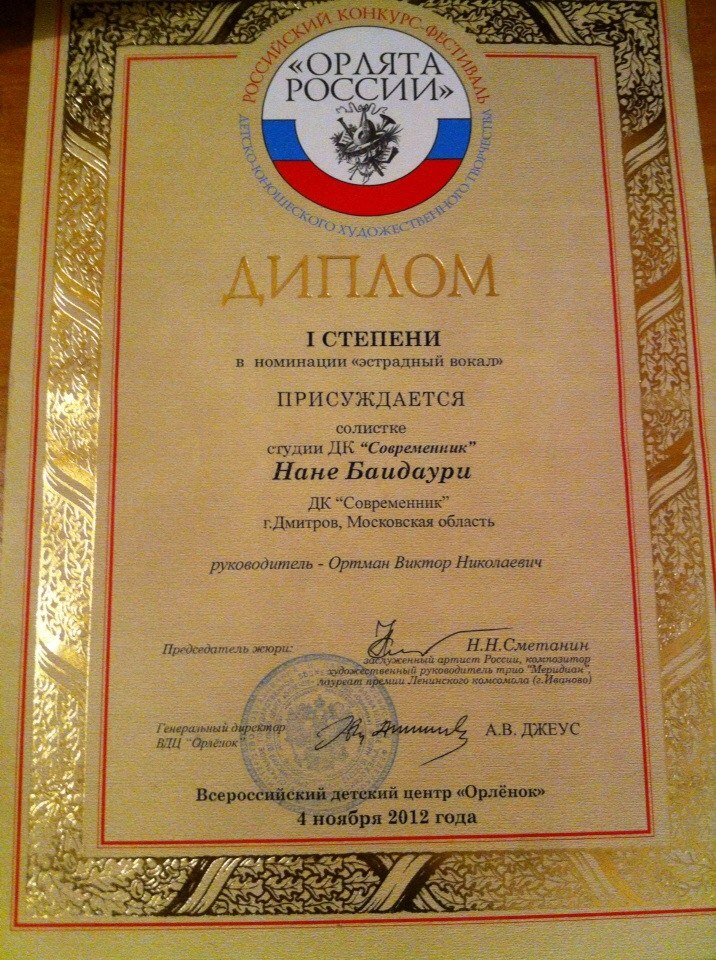 РОССИЙСКИЙ КОНКУРС-ФЕСТИВАЛЬ
«ОРЛЯТА
РОССИИ»
ДЕТСКО-ЮНОШЕСКОГО ХУДОЖЕСТВЕННОГО ТВОРЧЕСТВА
ДИПЛОМ
I СТЕПЕНИ
в номинации «эстрадный вокал»
ПРИСУЖДАЕТСЯ
солистке
студии ДК “Современник”
Нане Баидаури
ДК “Современник”
г.Дмитров, Московская область
руководитель - Ортман Виктор Николаевич
Председатель жюри: Н.Н.Сметанин
заслуженный артист России, композитор
художественный руководитель трио "Меридиан"
лауреат премии Ленинского комсомола (г.Иваново)
Генеральный директор А.В. ДЖЕУС
ВДЦ "Орлёнок"
Всероссийский детский центр «Орлёнок»
4 ноября 2012 года